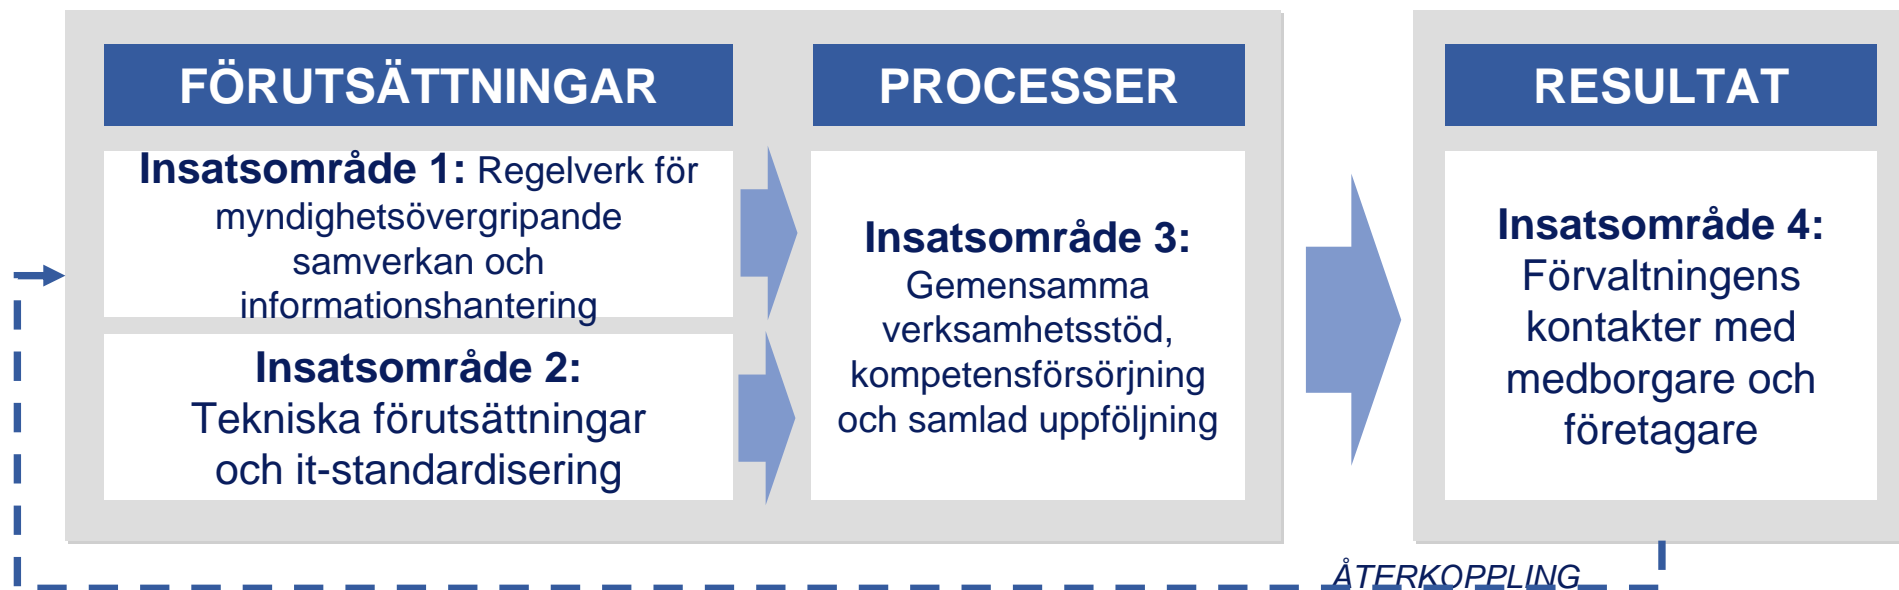 FÖRUTSÄTTNINGAR
Insatsområde 1: Regelverk för
myndighetsövergripande
samverkan och
informationshantering
Insatsområde 2:
Tekniska förutsättningar
och it-standardisering
PROCESSER
Insatsområde 3:
Gemensamma
verksamhetsstöd,
kompetensförsörjning
och samlad uppföljning
RESULTAT
Insatsområde 4:
Förvaltningens
kontakter med
medborgare och
företagare
ÅTERKOPPLING